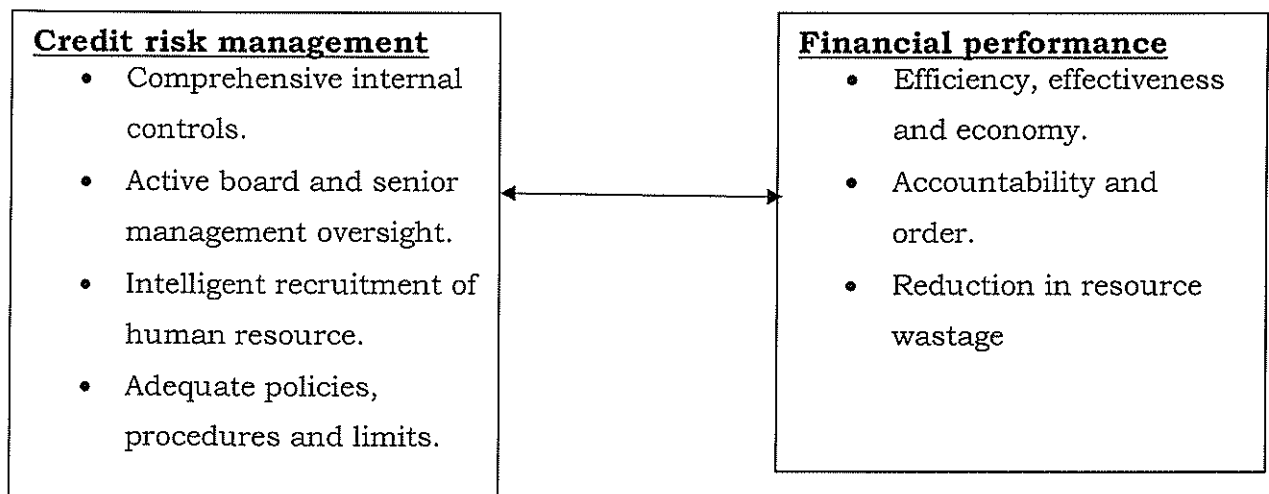 Credit risk management
• Comprehensive internal
controls.
• Active board and senior
management oversight.
• Intelligent recruitment of
human resource.
• Adequate policies,
procedures and limits.
Financial performance
• Efficiency, effectiveness
and economy.
• Accountability and
order.
• Reduction in resource
wastage